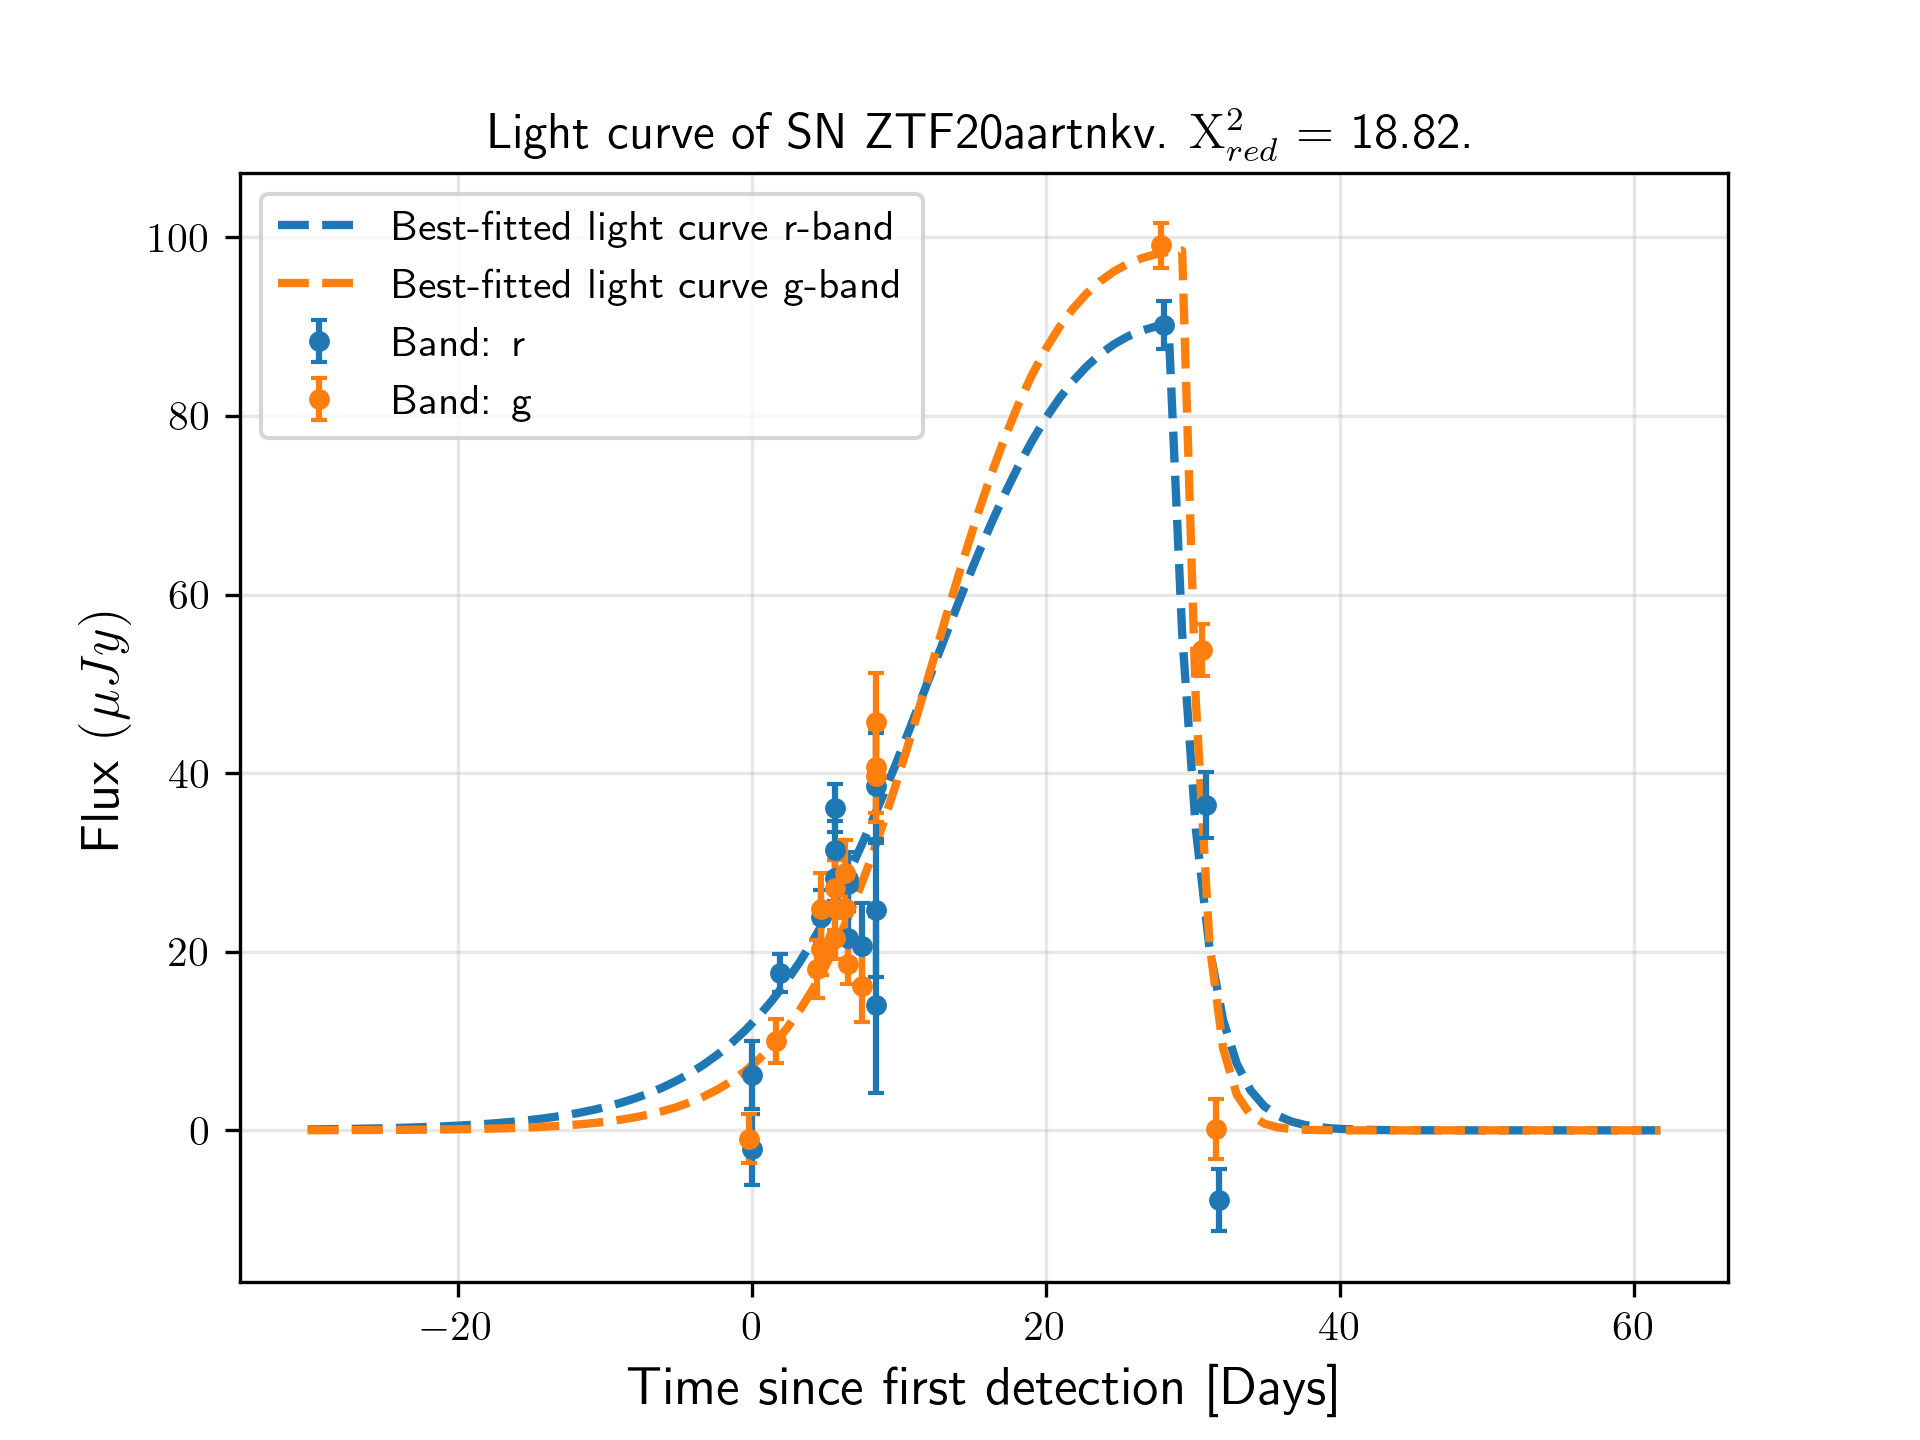 Light curve of SN ZTF20aartnkv. X²_red = 18.82.
Best-fitted light curve r-band
Best-fitted light curve g-band
Band: r
Band: g
100
80
60
40
20
0
Flux (μJy)
−20 0 20 40 60
Time since first detection [Days]